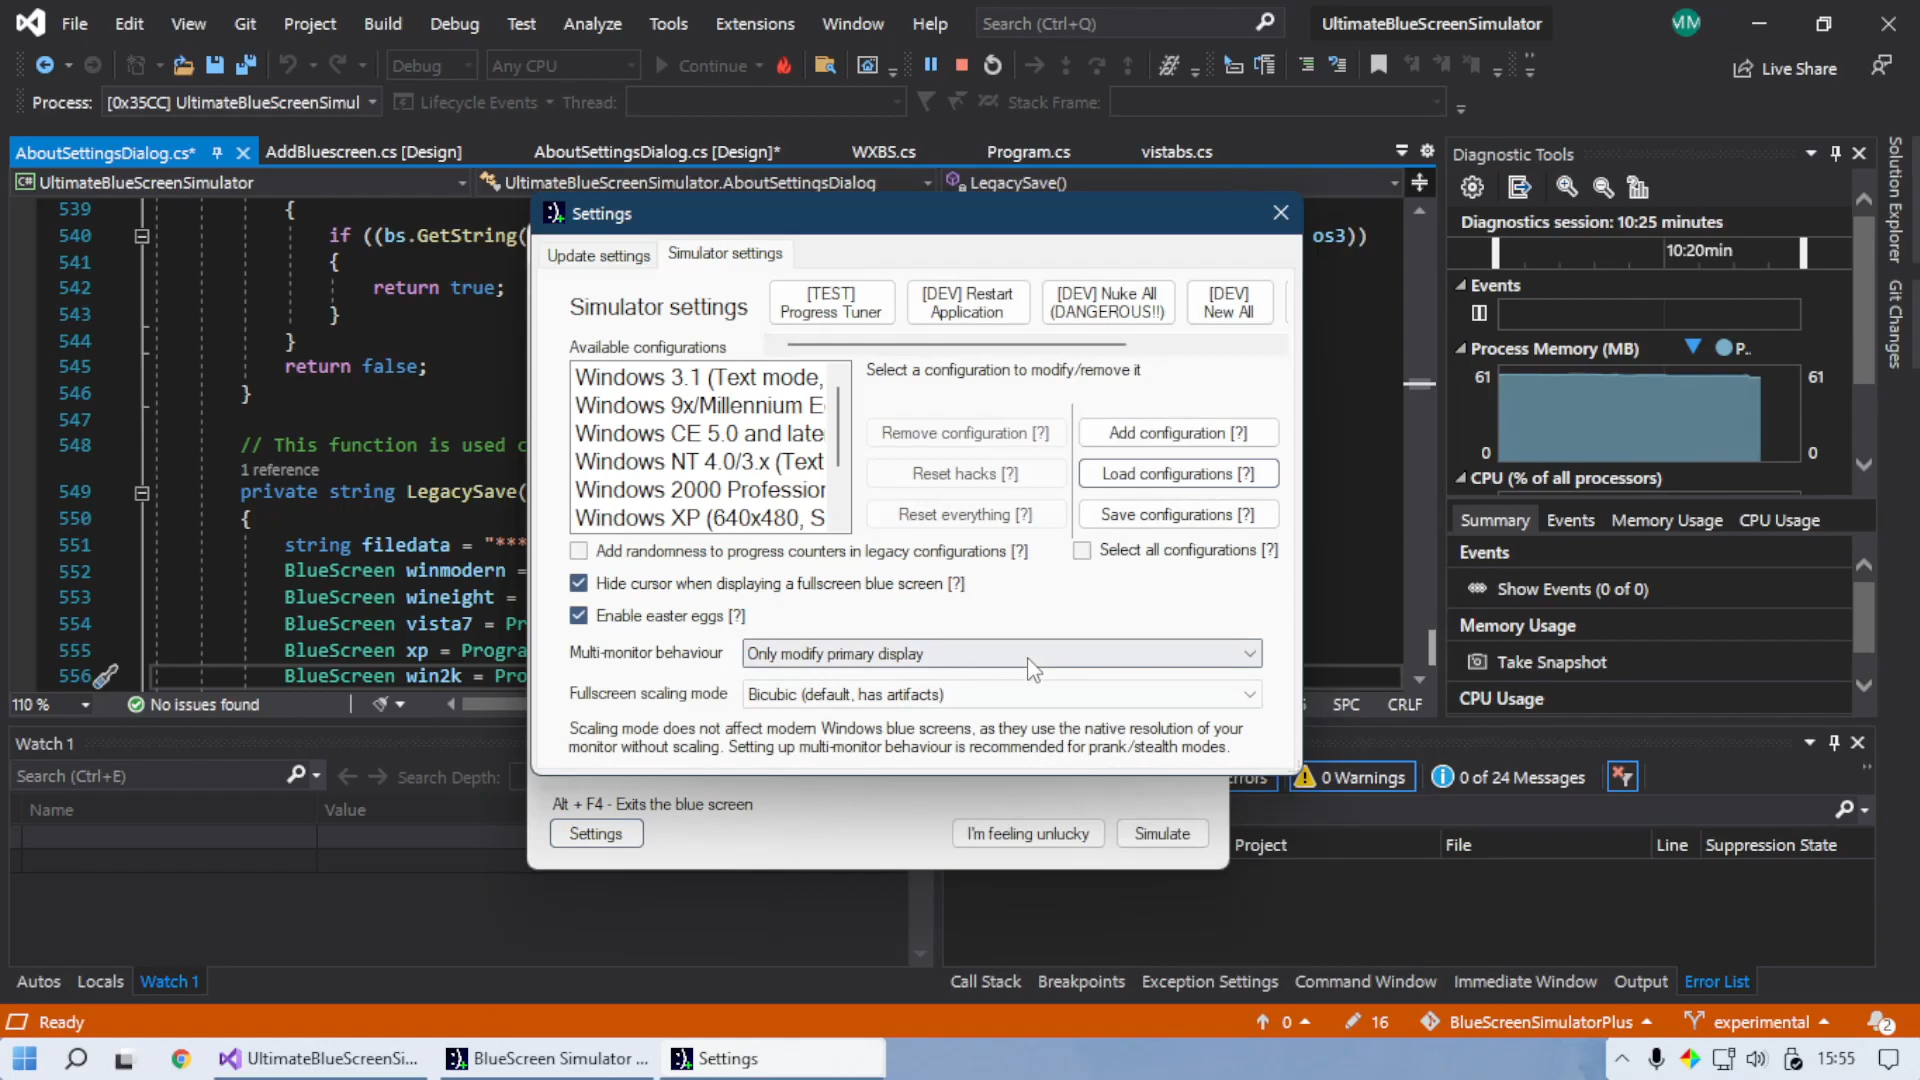 File Edit View Git Project Build Debug Test Analyze Tools Extensions Window Help Search (Ctrl+Q) UltimateBlueScreenSimulator MM
Debug Any CPU Continue Live Share
Process: [0x35CC] UltimateBlueScreenSimul Lifecycle Events Thread: Stack Frame:
AboutSettingsDialog.cs* AddBluescreen.cs [Design] AboutSettingsDialog.cs [Design]* WXBS.cs Program.cs vistabs.cs
UltimateBlueScreenSimulator UltimateBlueScreenSimulator.AboutSettingsDialog LegacySave()
539 {
540 if ((bs.GetString( os3))
541 {
542 return true;
543 }
544 }
545 return false;
546 }
547
548 // This function is used c
1 reference
549 private string LegacySave(
550 {
551 string filedata = "***
552 BlueScreen winmodern =
553 BlueScreen wineight =
554 BlueScreen vista7 = Pr
555 BlueScreen xp = Progra
556 BlueScreen win2k = Pro
110 % No issues found SPC CRLF
Settings
Update settings Simulator settings
Simulator settings
[TEST] Progress Tuner
[DEV] Restart Application
[DEV] Nuke All (DANGEROUS!!)
[DEV] New All
Available configurations
Windows 3.1 (Text mode,
Windows 9x/Millennium E
Windows CE 5.0 and late
Windows NT 4.0/3.x (Text
Windows 2000 Profession
Windows XP (640x480, S
Select a configuration to modify/remove it
Remove configuration [?] Add configuration [?]
Reset hacks [?] Load configurations [?]
Reset everything [?] Save configurations [?]
Add randomness to progress counters in legacy configurations [?] Select all configurations [?]
Hide cursor when displaying a fullscreen blue screen [?]
Enable easter eggs [?]
Multi-monitor behaviour Only modify primary display
Fullscreen scaling mode Bicubic (default, has artifacts)
Scaling mode does not affect modern Windows blue screens, as they use the native resolution of your
monitor without scaling. Setting up multi-monitor behaviour is recommended for prank/stealth modes.
Alt + F4 - Exits the blue screen
Settings I'm feeling unlucky Simulate
Diagnostic Tools
Diagnostics session: 10:25 minutes
10:20min
Events
Process Memory (MB) P..
61 61
0 0
CPU (% of all processors)
Summary Events Memory Usage CPU Usage
Events
Show Events (0 of 0)
Memory Usage
Take Snapshot
CPU Usage
Solution Explorer
Git Changes
Watch 1
Search (Ctrl+E) Search Depth:
Name Value
0 Warnings 0 of 24 Messages
Project File Line Suppression State
Autos Locals Watch 1
Call Stack Breakpoints Exception Settings Command Window Immediate Window Output Error List
Ready 0 16 BlueScreenSimulatorPlus experimental 2
UltimateBlueScreenSi... BlueScreen Simulator ... Settings 15:55